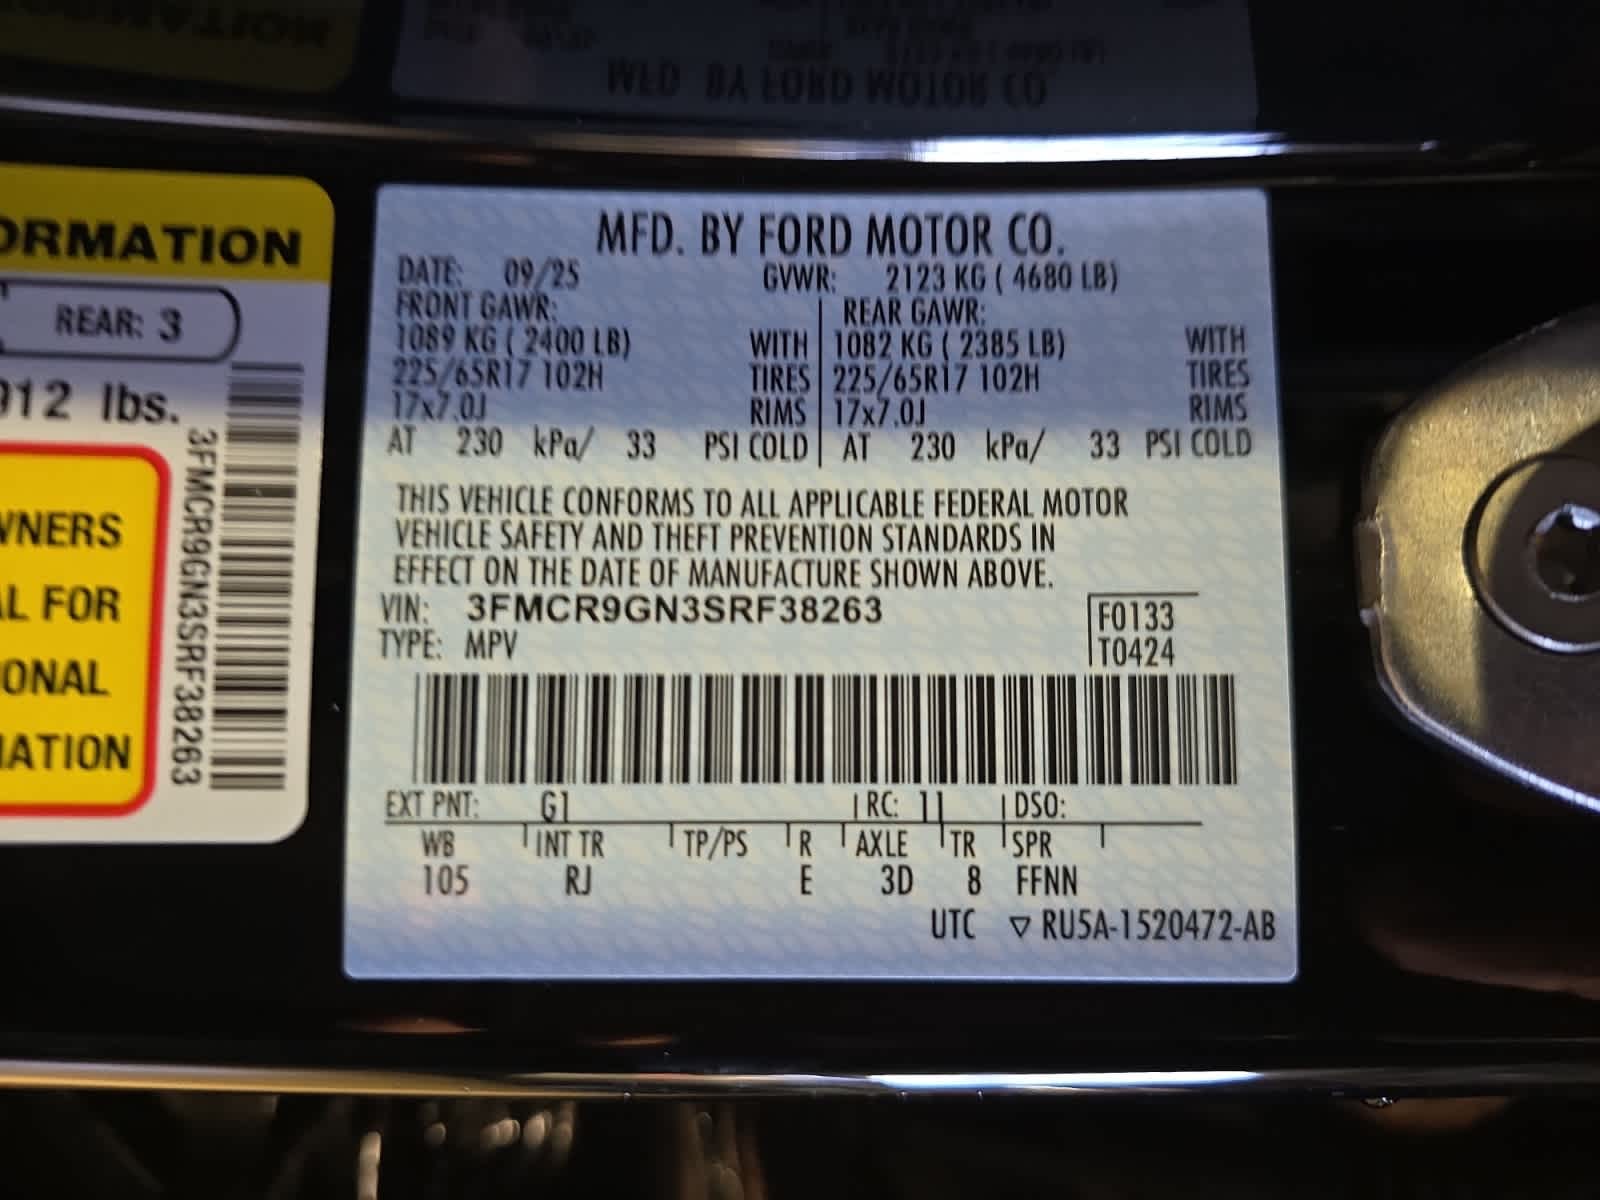 MFD. BY FORD MOTOR CO.
ORMATION
REAR: 3
912 lbs.
3FMCR9GN3SRF38263
WNERS
AL FOR
ONAL
MATION
MFD. BY FORD MOTOR CO.
DATE: 09/25 GVWR: 2123 KG ( 4680 LB)
FRONT GAWR: REAR GAWR:
1089 KG ( 2400 LB) WITH 1082 KG ( 2385 LB) WITH
225/65R17 102H TIRES 225/65R17 102H TIRES
17x7.0J RIMS 17x7.0J RIMS
AT 230 kPa/ 33 PSI COLD AT 230 kPa/ 33 PSI COLD
THIS VEHICLE CONFORMS TO ALL APPLICABLE FEDERAL MOTOR
VEHICLE SAFETY AND THEFT PREVENTION STANDARDS IN
EFFECT ON THE DATE OF MANUFACTURE SHOWN ABOVE.
VIN: 3FMCR9GN3SRF38263 F0133
TYPE: MPV T0424
EXT PNT: G1 RC: 11 DSO:
WB INT TR TP/PS R AXLE TR SPR
105 RJ E 3D 8 FFNN
UTC ▽ RU5A-1520472-AB